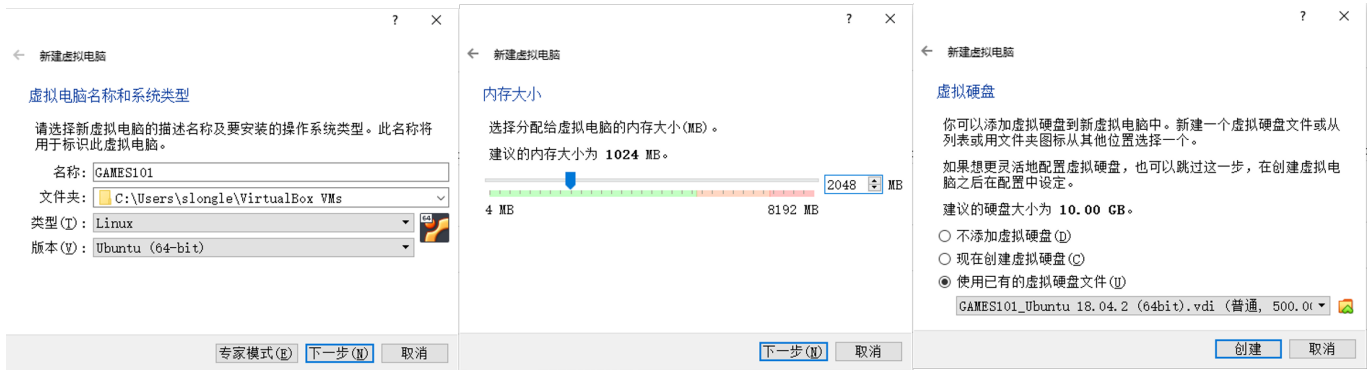 新建虚拟电脑
虚拟电脑名称和系统类型
请选择新虚拟电脑的描述名称及要安装的操作系统类型。此名称将
用于标识此虚拟电脑。
名称: GAMES101
文件夹: C:\Users\slongle\VirtualBox VMs
类型(T): Linux
64
版本(V): Ubuntu (64-bit)
专家模式(E) 下一步(N) 取消
新建虚拟电脑
内存大小
选择分配给虚拟电脑的内存大小(MB)。
建议的内存大小为 1024 MB。
2048 MB
4 MB 8192 MB
下一步(N) 取消
新建虚拟电脑
虚拟硬盘
你可以添加虚拟硬盘到新虚拟电脑中。新建一个虚拟硬盘文件或从
列表或用文件夹图标从其他位置选择一个。
如果想更灵活地配置虚拟硬盘，也可以跳过这一步，在创建虚拟电
脑之后在配置中设定。
建议的硬盘大小为 10.00 GB。
不添加虚拟硬盘(D)
现在创建虚拟硬盘(C)
使用已有的虚拟硬盘文件(U)
GAMES101_Ubuntu 18.04.2 (64bit).vdi (普通, 500.0
创建 取消